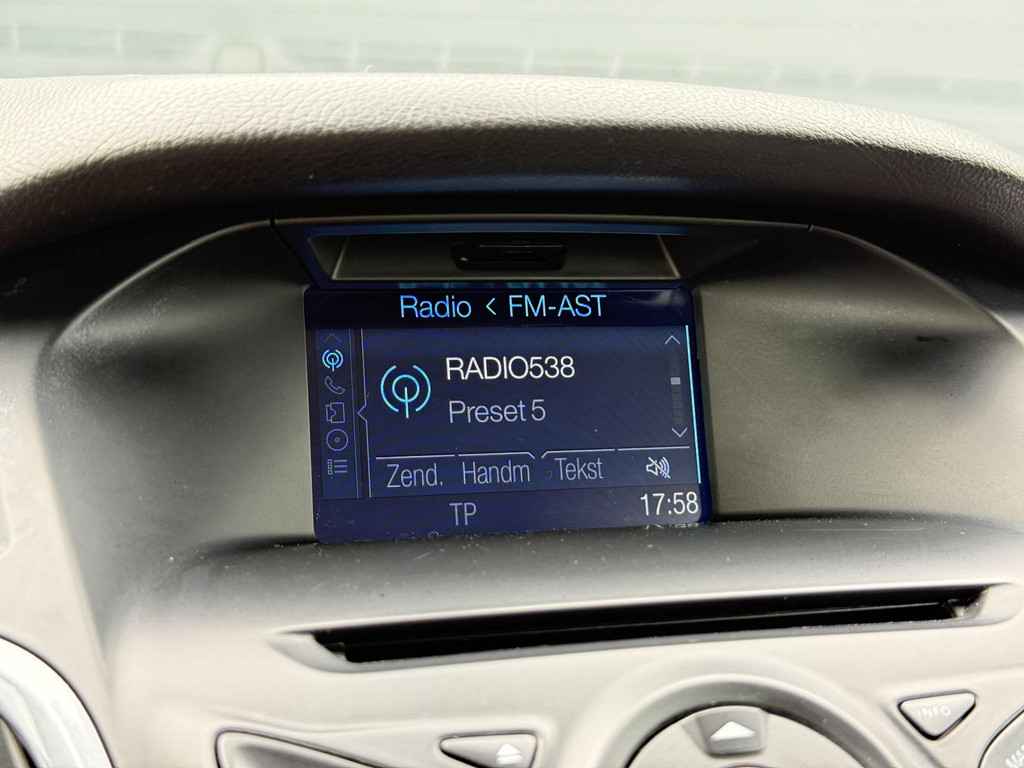 Radio < FM-AST
RADIO538
Preset 5
Zend. Handm Tekst
TP 17:58
INFO